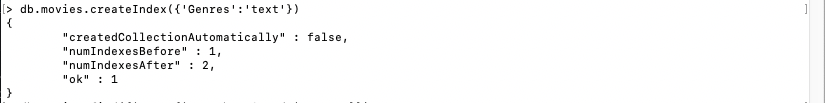 [> db.movies.createIndex({'Genres':'text'}) ]
{
        "createdCollectionAutomatically" : false,
        "numIndexesBefore" : 1,
        "numIndexesAfter" : 2,
        "ok" : 1
}